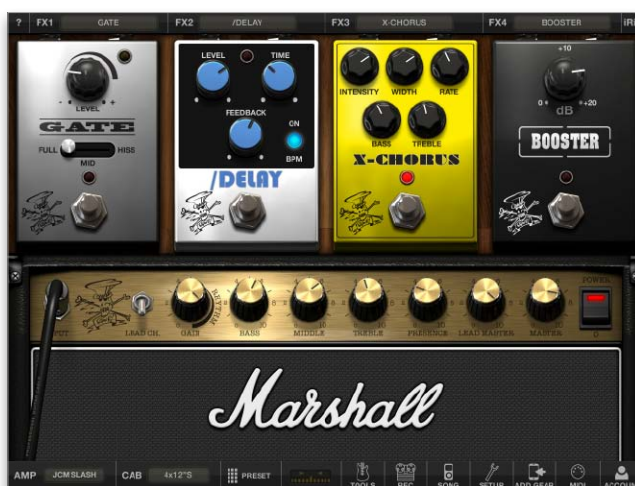 ? FX1 GATE FX2 /DELAY FX3 X-CHORUS FX4 BOOSTER
LEVEL TIME +10
INTENSITY WIDTH RATE
- LEVEL + 0 dB +20
GATE FEEDBACK
BASS TREBLE
FULL HISS ON BOOSTER
MID BPM X-CHORUS
/DELAY
POWER
RHYTHM
LEAD CH. GAIN BASS MIDDLE TREBLE PRESENCE LEAD MASTER MASTER
Marshall
AMP JCM SLASH CAB 4x12"S PRESET TOOLS REC SONG SETUP ADD GEAR MIDI